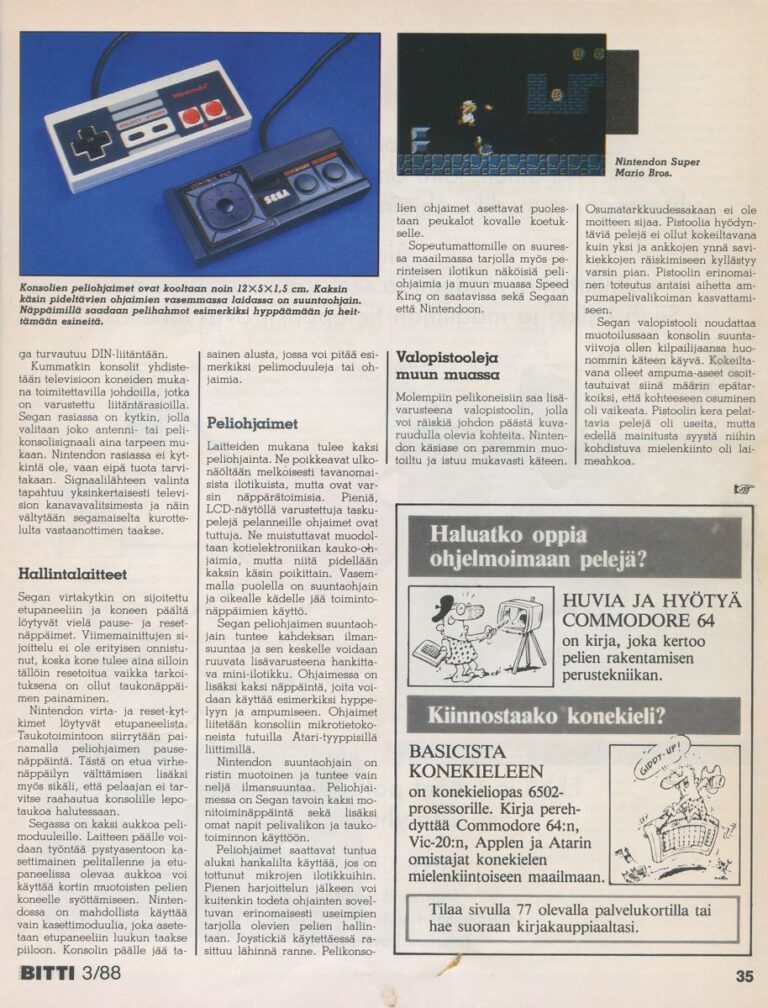 Nintendo
SELECT START
CONTROL PAD
SEGA
Konsolien peliohjaimet ovat kooltaan noin 12×5×1,5 cm. Kaksin
käsin pideltävien ohjaimien vasemmassa laidassa on suuntaohjain.
Näppäimillä saadaan pelihahmot esimerkiksi hyppäämään ja heit-
tämään esineitä.
Nintendon Super
Mario Bros.
ga turvautuu DIN-liitäntään.
Kummatkin konsolit yhdiste-
tään televisioon koneiden muka-
na toimitettavilla johdoilla, jotka
on varustettu liitäntärasioilla.
Segan rasiassa on kytkin, jolla
valitaan joko antenni- tai peli-
konsolisignaali aina tarpeen mu-
kaan. Nintendon rasiassa ei kyt-
kintä ole, vaan eipä tuota tarvi-
takaan. Signaalilähteen valinta
tapahtuu yksinkertaisesti televi-
sion kanavavalitsimesta ja näin
vältytään segamaiselta kurotte-
lulta vastaanottimen taakse.
Hallintalaitteet
Segan virtakytkin on sijoitettu
etupaneeliin ja koneen päältä
löytyvät vielä pause- ja reset-
näppäimet. Viimemainittujen si-
joittelu ei ole erityisen onnistu-
nut, koska kone tulee aina silloin
tällöin resetoitua vaikka tarkoi-
tuksena on ollut taukonäppäi-
men painaminen.
Nintendon virta- ja reset-kyt-
kimet löytyvät etupaneelista.
Taukotoimintoon siirrytään pai-
namalla peliohjaimen pause-
näppäintä. Tästä on etua virhe-
näppäilyn välttämisen lisäksi
myös sikäli, että pelaajan ei tar-
vitse raahautua konsolille lepo-
taukoa halutessaan.
Segassa on kaksi aukkoa peli-
moduuleille. Laitteen päälle voi-
daan työntää pystyasentoon ka-
settimainen pelitallenne ja etu-
paneelissa olevaa aukkoa voi
käyttää kortin muotoisten pelien
koneelle syöttämiseen. Ninten-
dossa on mahdollista käyttää
vain kasettimoduulia, joka asete-
taan etupaneeliin luukun taakse
piiloon. Konsolin päälle jää ta-
sainen alusta, jossa voi pitää esi-
merkiksi pelimoduuleja tai oh-
jaimia.
Peliohjaimet
Laitteiden mukana tulee kaksi
peliohjainta. Ne poikkeavat ulko-
näöltään melkoisesti tavanomai-
sista ilotikuista, mutta ovat var-
sin näppärätoimisia. Pieniä,
LCD-näytöllä varustettuja tasku-
pelejä pelanneille ohjaimet ovat
tuttuja. Ne muistuttavat muodol-
taan kotielektroniikan kauko-oh-
jaimia, mutta niitä pidellään
kaksin käsin poikittain. Vasem-
malla puolella on suuntaohjain
ja oikealle kädelle jää toiminto-
näppäimien käyttö.
Segan peliohjaimen suuntaoh-
jain tuntee kahdeksan ilman-
suuntaa ja sen keskelle voidaan
ruuvata lisävarusteena hankitta-
va mini-ilotikku. Ohjaimessa on
lisäksi kaksi näppäintä, joita voi-
daan käyttää esimerkiksi hyppe-
lyyn ja ampumiseen. Ohjaimet
liitetään konsoliin mikrotietoko-
neista tutuilla Atari-tyyppisillä
liittimillä.
Nintendon suuntaohjain on
ristin muotoinen ja tuntee vain
neljä ilmansuuntaa. Peliohjai-
messa on Segan tavoin kaksi mo-
nitoiminäppäintä sekä lisäksi
omat napit pelivalikon ja tauko-
toiminnon käyttöön.
Peliohjaimet saattavat tuntua
aluksi hankalilta käyttää, jos on
tottunut mikrojen ilotikkuihin.
Pienen harjoittelun jälkeen voi
kuitenkin todeta ohjainten sovel-
tuvan erinomaisesti useimpien
tarjolla olevien pelien hallin-
taan. Joystickiä käytettäessä ra-
sittuu lähinnä ranne. Pelikonso-
lien ohjaimet asettavat puoles-
taan peukalot kovalle koetuk-
selle.
Sopeutumattomille on suures-
sa maailmassa tarjolla myös pe-
rinteisen ilotikun näköisiä peli-
ohjaimia ja muun muassa Speed
King on saatavissa sekä Segaan
että Nintendoon.
Valopistooleja
muun muassa
Molempiin pelikoneisiin saa lisä-
varusteena valopistoolin, jolla
voi räiskiä johdon päästä kuva-
ruudulla olevia kohteita. Ninten-
don käsiase on paremmin muo-
toiltu ja istuu mukavasti käteen.
Osumatarkkuudessakaan ei ole
moitteen sijaa. Pistoolia hyödyn-
täviä pelejä ei ollut kokeiltavana
kuin yksi ja ankkojen ynnä savi-
kiekkojen räiskimiseen kyllästyy
varsin pian. Pistoolin erinomai-
nen toteutus antaisi aihetta am-
pumapelivalikoiman kasvattami-
seen.
Segan valopistooli noudattaa
muotoilussaan konsolin suunta-
viivoja ollen kilpailijaansa huo-
nommin käteen käyvä. Kokeilta-
vana olleet ampuma-aseet osoit-
tautuivat siinä määrin epätar-
koiksi, että kohteeseen osuminen
oli vaikeata. Pistoolin kera pelat-
tavia pelejä oli useita, mutta
edellä mainitusta syystä niihin
kohdistuva mielenkiinto oli lai-
meahkoa.
Haluatko oppia
ohjelmoimaan pelejä?
HUVIA JA HYÖTYÄ
COMMODORE 64
on kirja, joka kertoo
pelien rakentamisen
perustekniikan.
Kiinnostaako konekieli?
BASICISTA
KONEKIELEEN
on konekieliopas 6502-
prosessorille. Kirja pereh-
dyttää Commodore 64:n,
Vic-20:n, Applen ja Atarin
omistajat konekielen
mielenkiintoiseen maailmaan.
GIDDY-UP!
Tilaa sivulla 77 olevalla palvelukortilla tai
hae suoraan kirjakauppiaaltasi.
BITTI 3/88
35